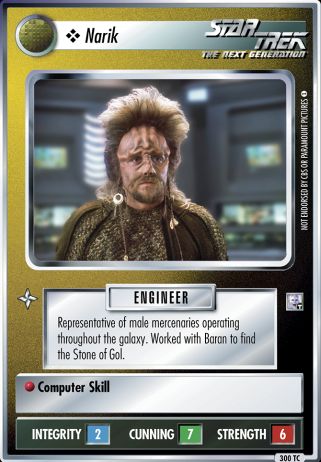 Narik
STAR TREK
THE NEXT GENERATION
NOT ENDORSED BY CBS OR PARAMOUNT PICTURES
ENGINEER
Representative of male mercenaries operating
throughout the galaxy. Worked with Baran to find
the Stone of Gol.
Computer Skill
INTEGRITY 2 CUNNING 7 STRENGTH 6
300 TC